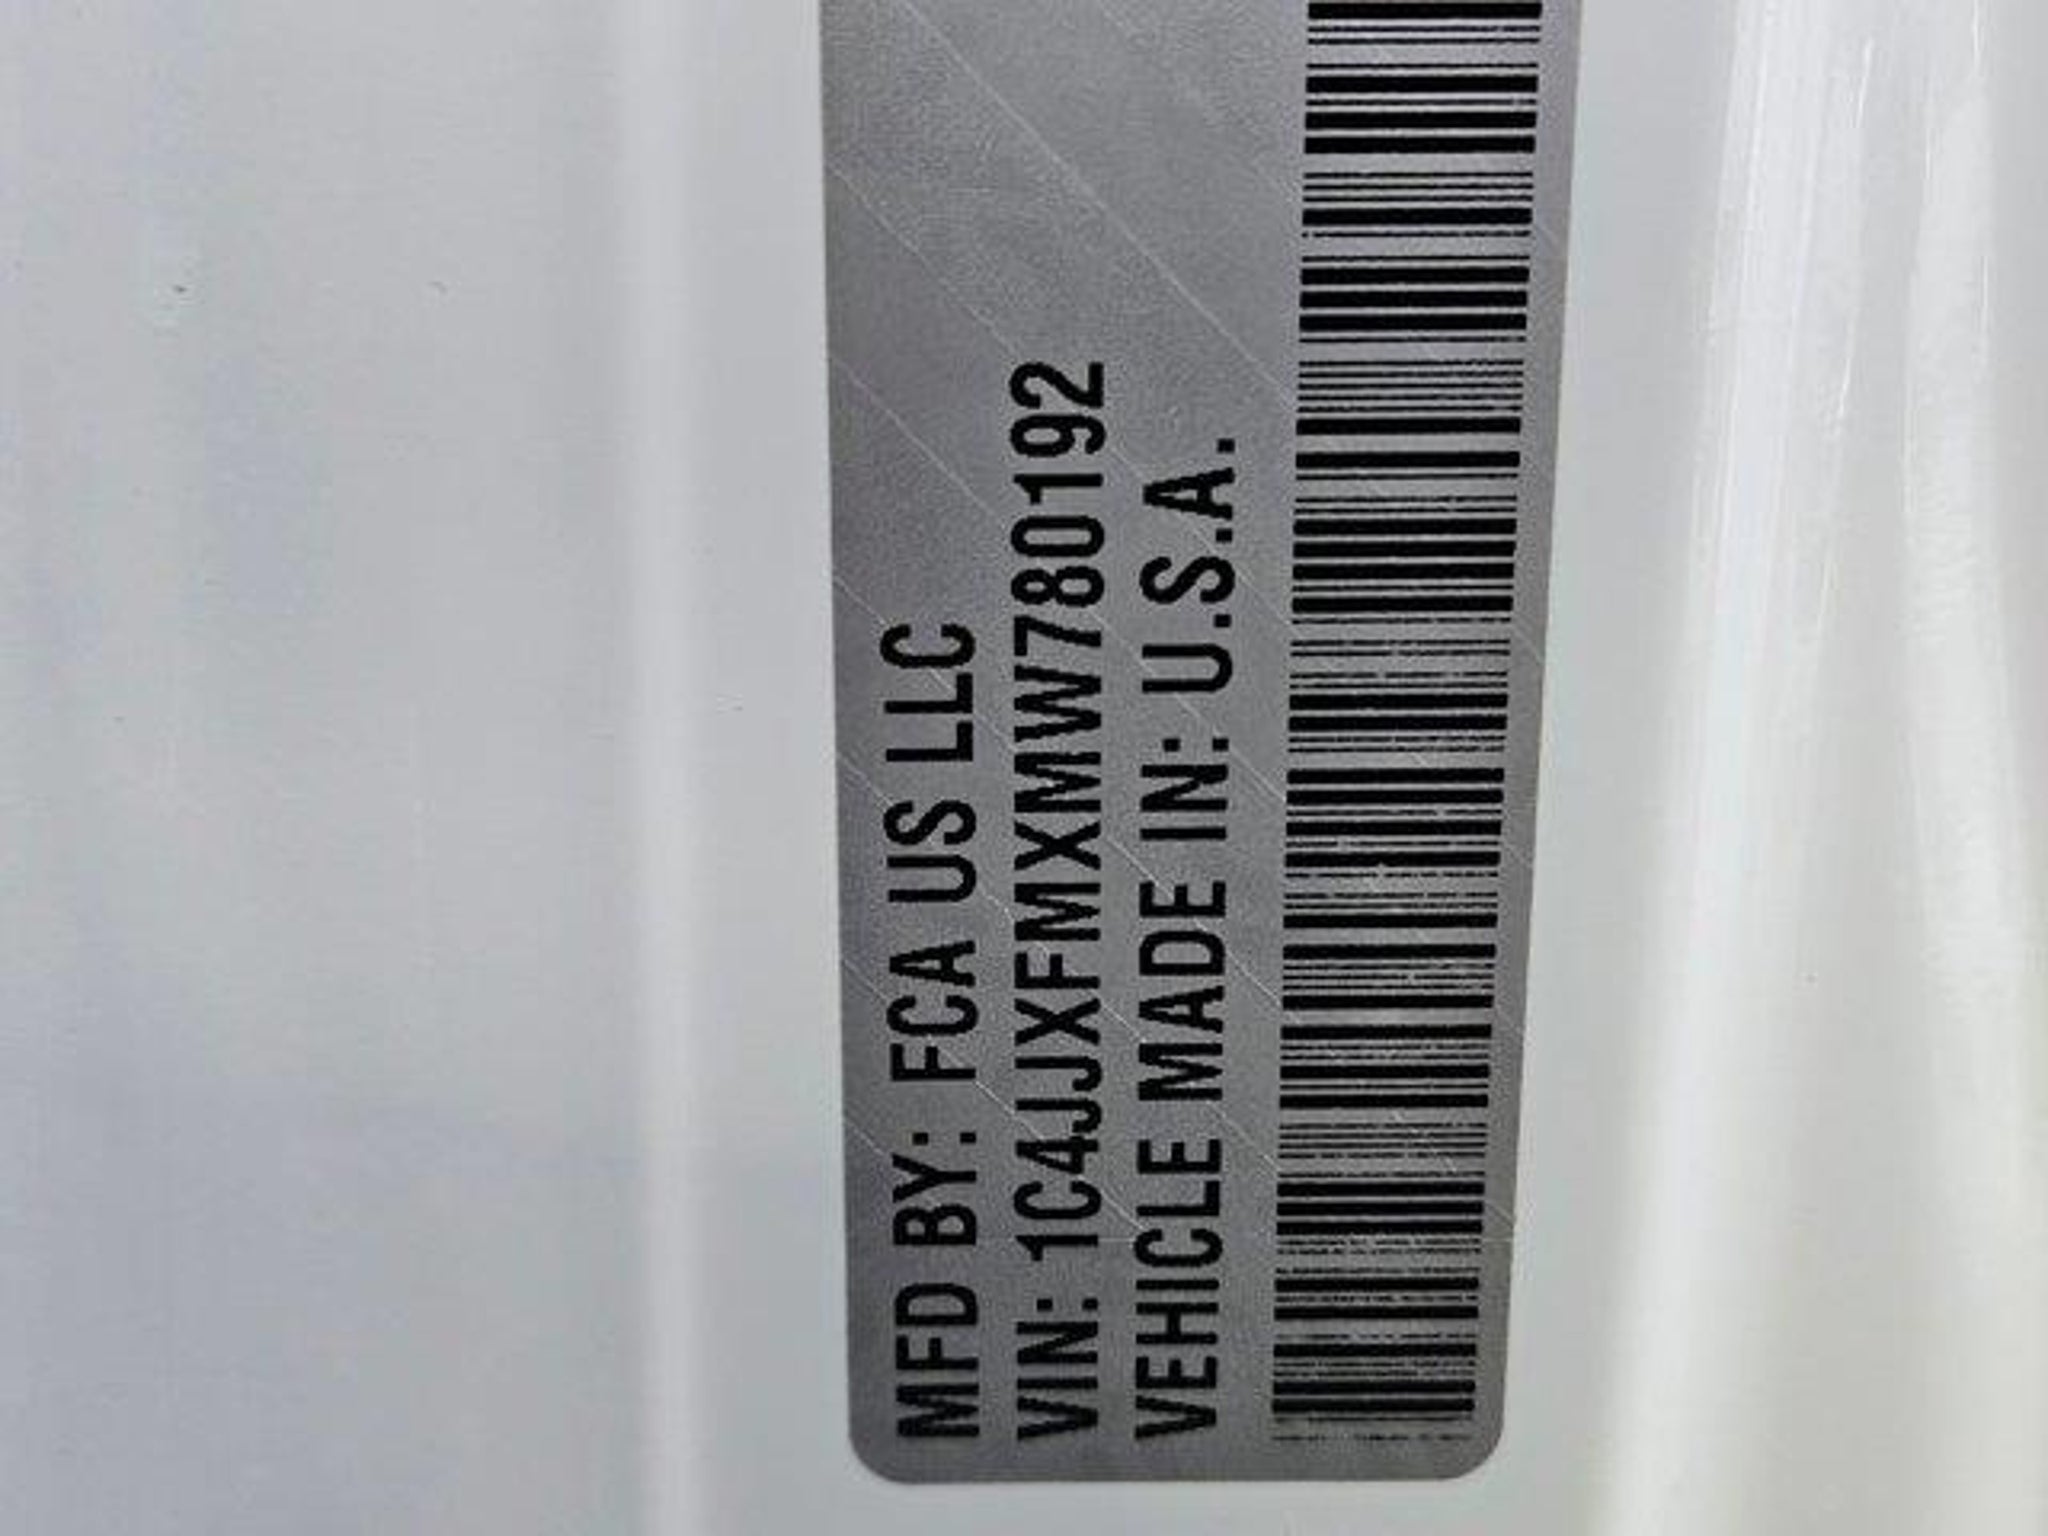 MFD BY: FCA US LLC
VIN: 1C4JJXFMXMW780192
VEHICLE MADE IN: U.S.A.